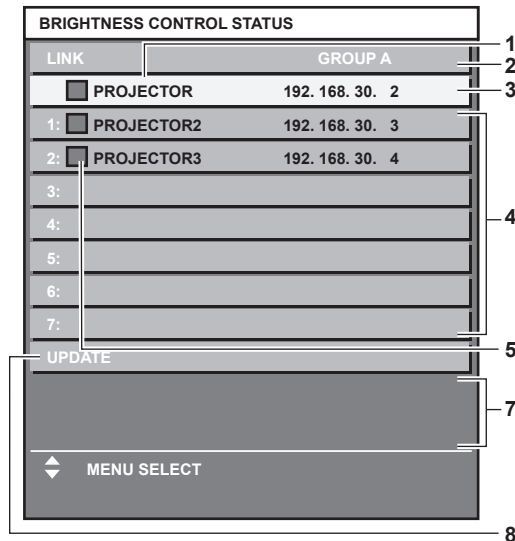 BRIGHTNESS CONTROL STATUS
LINK GROUP A
PROJECTOR 192. 168. 30. 2
1: PROJECTOR2 192. 168. 30. 3
2: PROJECTOR3 192. 168. 30. 4
3:
4:
5:
6:
7:
UPDATE
MENU SELECT
1
2
3
4
5
7
8